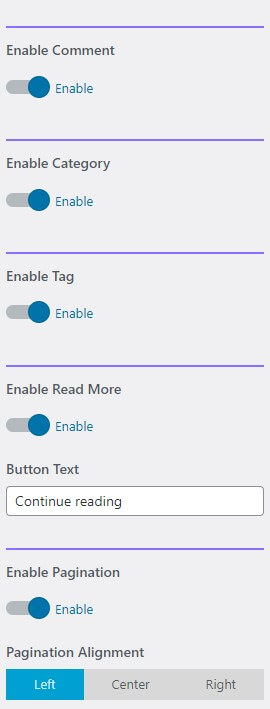 Enable Comment
Enable
Enable Category
Enable
Enable Tag
Enable
Enable Read More
Enable
Button Text
Continue reading
Enable Pagination
Enable
Pagination Alignment
Left Center Right